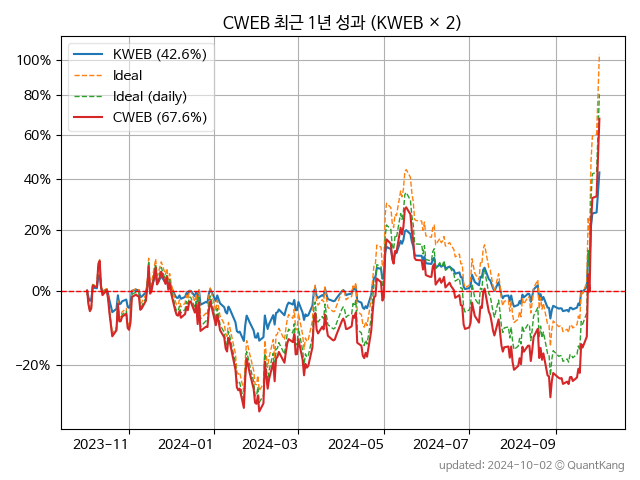 CWEB 최근 1년 성과 (KWEB × 2)
KWEB (42.6%)
Ideal
Ideal (daily)
CWEB (67.6%)
100%
80%
60%
40%
20%
0%
−20%
2023-11
2024-01
2024-03
2024-05
2024-07
2024-09
updated: 2024-10-02 © QuantKang